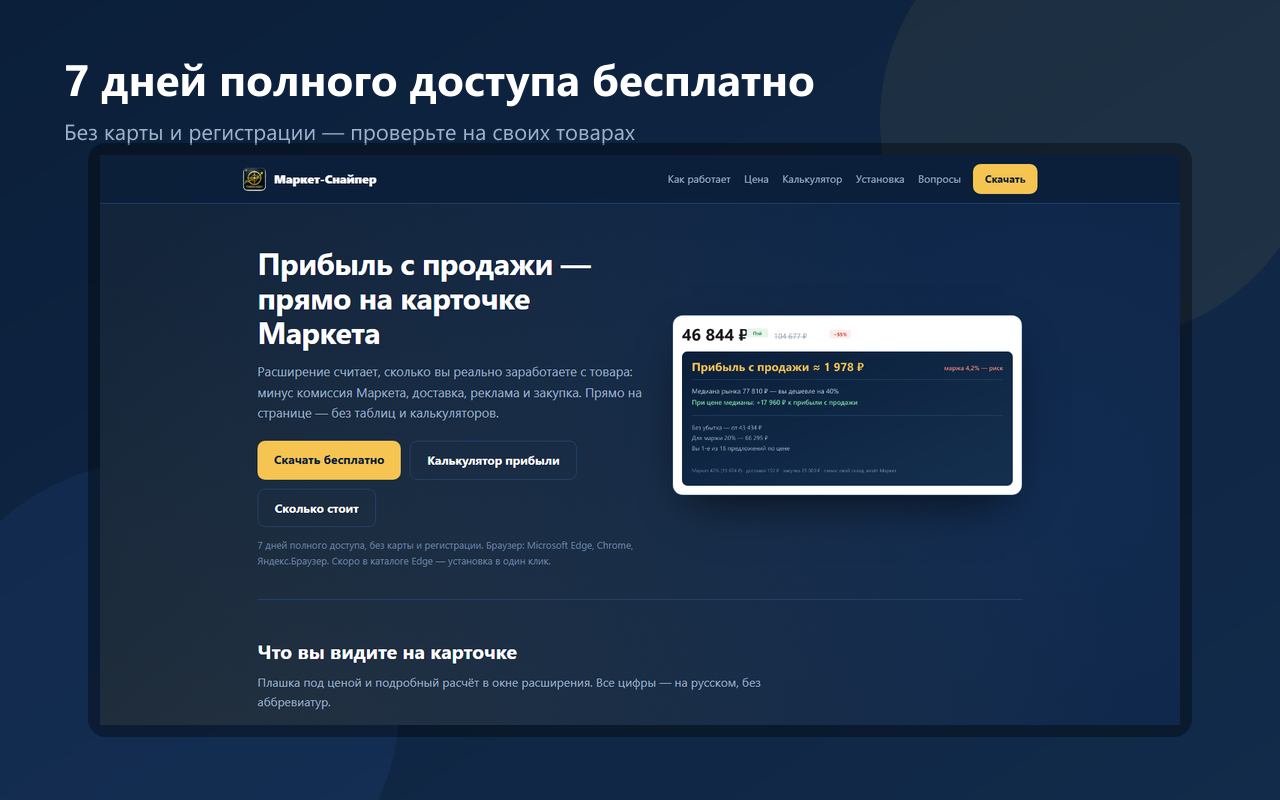 7 дней полного доступа бесплатно
Без карты и регистрации — проверьте на своих товарах
Маркет-Снайпер
Как работает Цена Калькулятор Установка Вопросы Скачать
Прибыль с продажи —
прямо на карточке
Маркета
Расширение считает, сколько вы реально заработаете с товара:
минус комиссия Маркета, доставка, реклама и закупка. Прямо на
странице — без таблиц и калькуляторов.
Скачать бесплатно Калькулятор прибыли
Сколько стоит
7 дней полного доступа, без карты и регистрации. Браузер: Microsoft Edge, Chrome,
Яндекс.Браузер. Скоро в каталоге Edge — установка в один клик.
46 844 ₽ Пэй 104 677 ₽ -55%
Прибыль с продажи ≈ 1 978 ₽ маржа 4,2% — риск
Медиана рынка 77 810 ₽ — вы дешевле на 40%
При цене медианы: +17 960 ₽ к прибыли с продажи
Без убытка — от 43 434 ₽
Для маржи 20% — 66 295 ₽
Вы 1-е из 18 предложений по цене
Что вы видите на карточке
Плашка под ценой и подробный расчёт в окне расширения. Все цифры — на русском, без
аббревиатур.